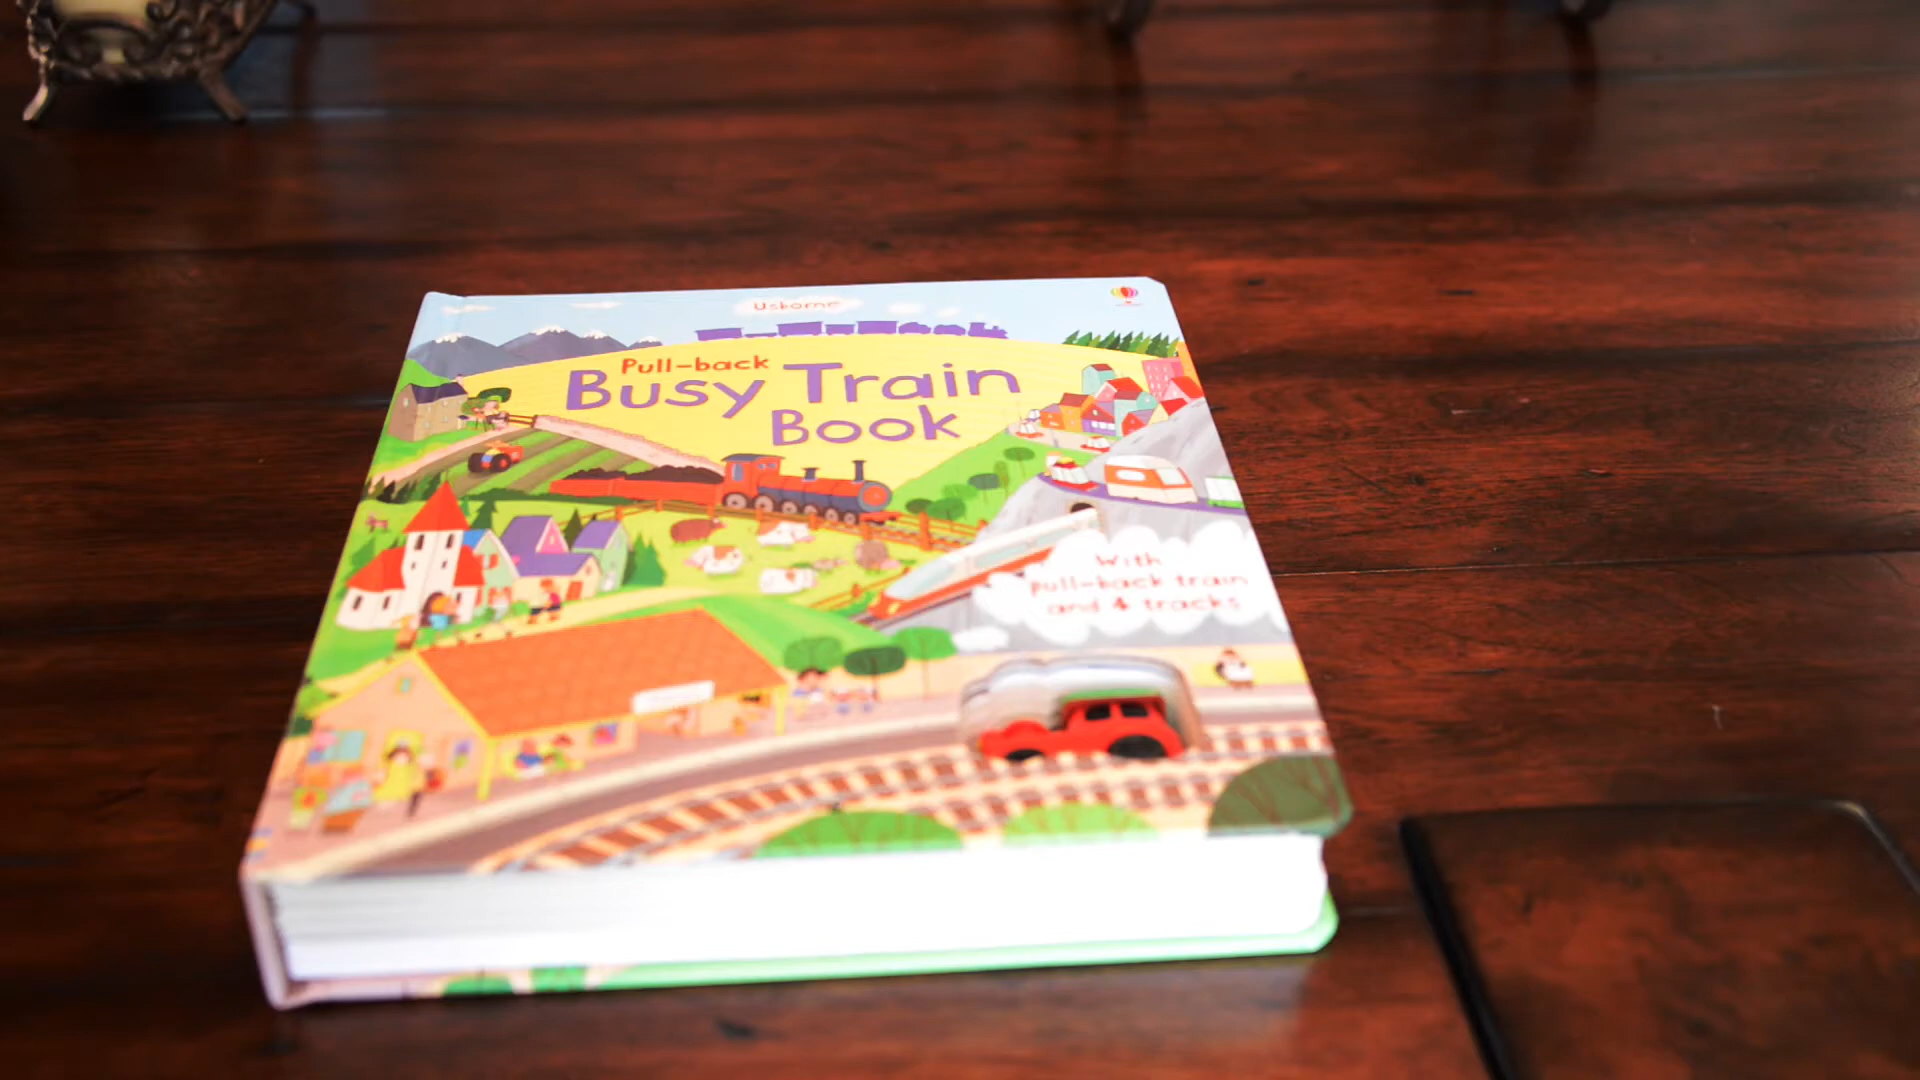 Usborne
Pull-back
Busy Train
Book
With
pull-back train
and 4 tracks